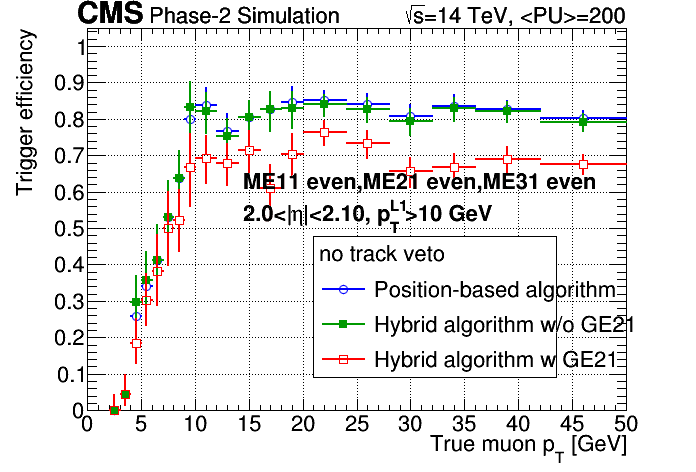 CMS Phase-2 Simulation √s=14 TeV, <PU>=200
Trigger efficiency
1
0.9
0.8
0.7
0.6
0.5
0.4
0.3
0.2
0.1
0
ME11 even,ME21 even,ME31 even
2.0<|η|<2.10, p_T^L1>10 GeV
no track veto
Position-based algorithm
Hybrid algorithm w/o GE21
Hybrid algorithm w GE21
0 5 10 15 20 25 30 35 40 45 50
True muon p_T [GeV]